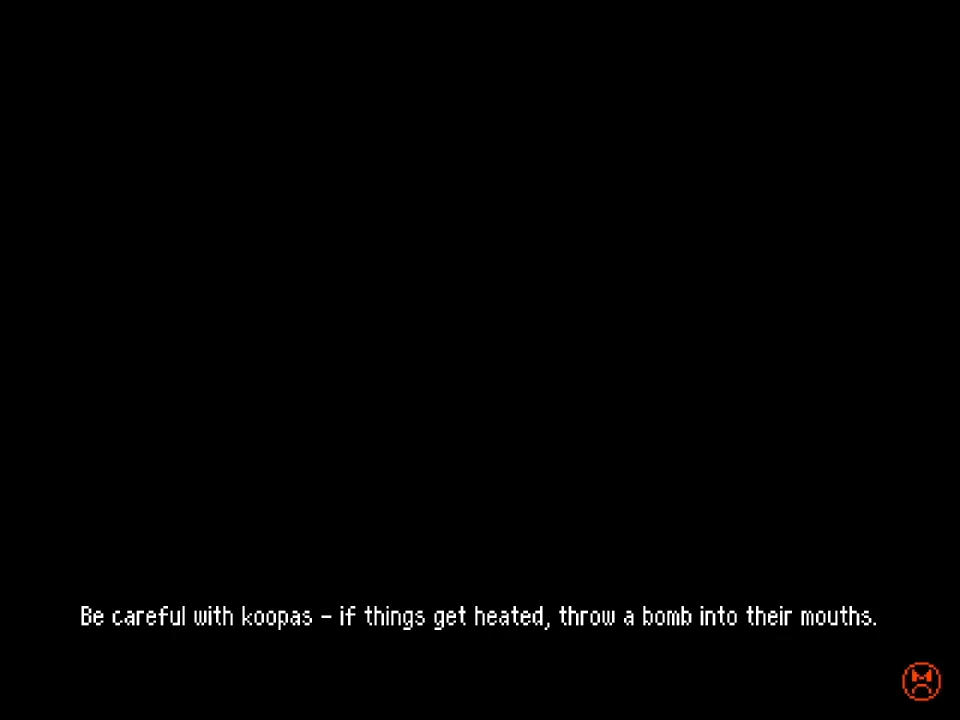 Be careful with koopas - if things get heated, throw a bomb into their mouths.